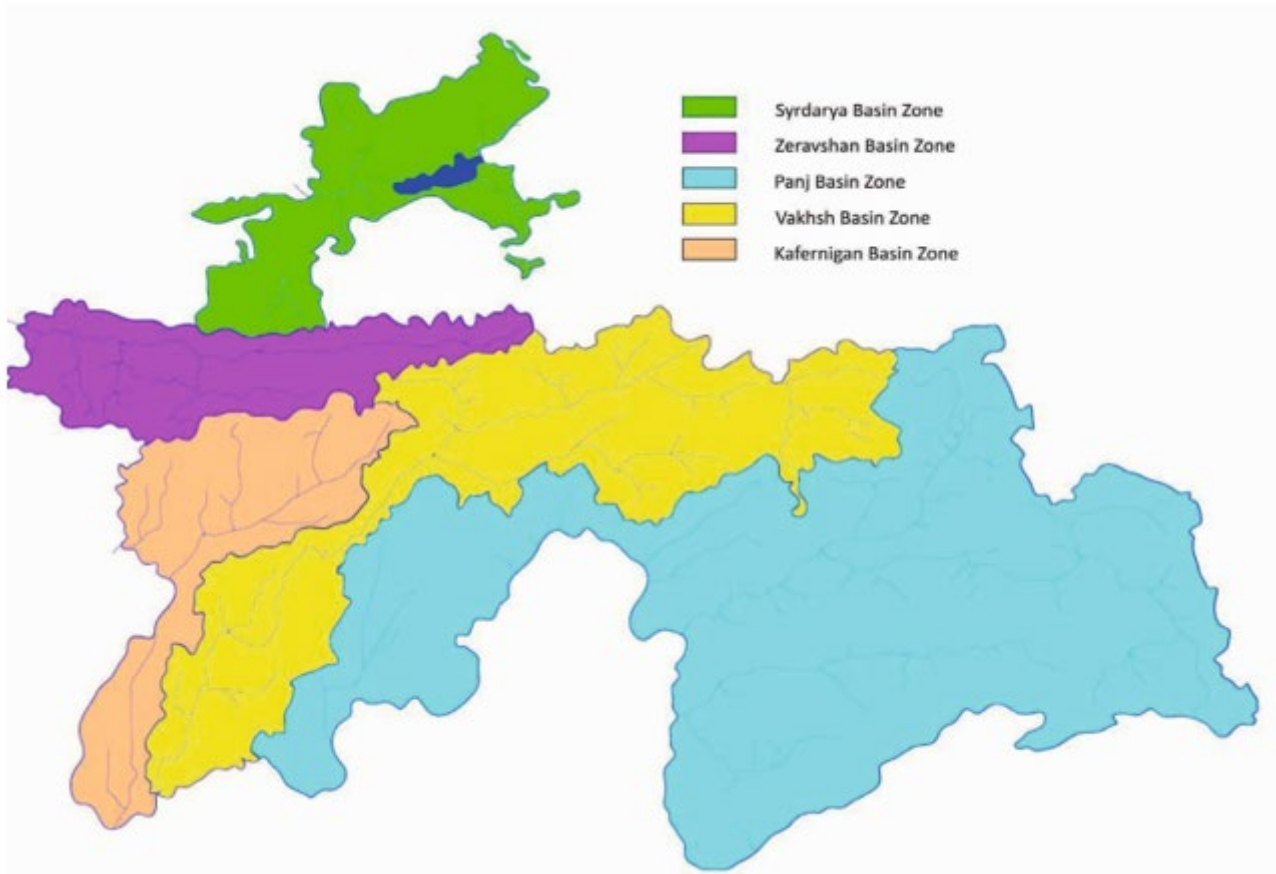 Syrdarya Basin Zone
Zeravshan Basin Zone
Panj Basin Zone
Vakhsh Basin Zone
Kafernigan Basin Zone